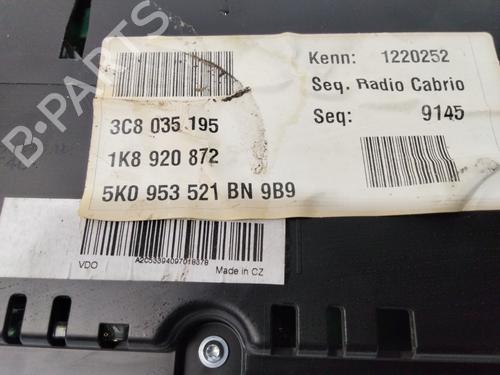 Kenn: 1220252
Seq. Radio Cabrio
Seq: 9145
3C8 035 195
1K8 920 872
5K0 953 521 BN 9B9
VDO
A2C53394097018379
Made in CZ